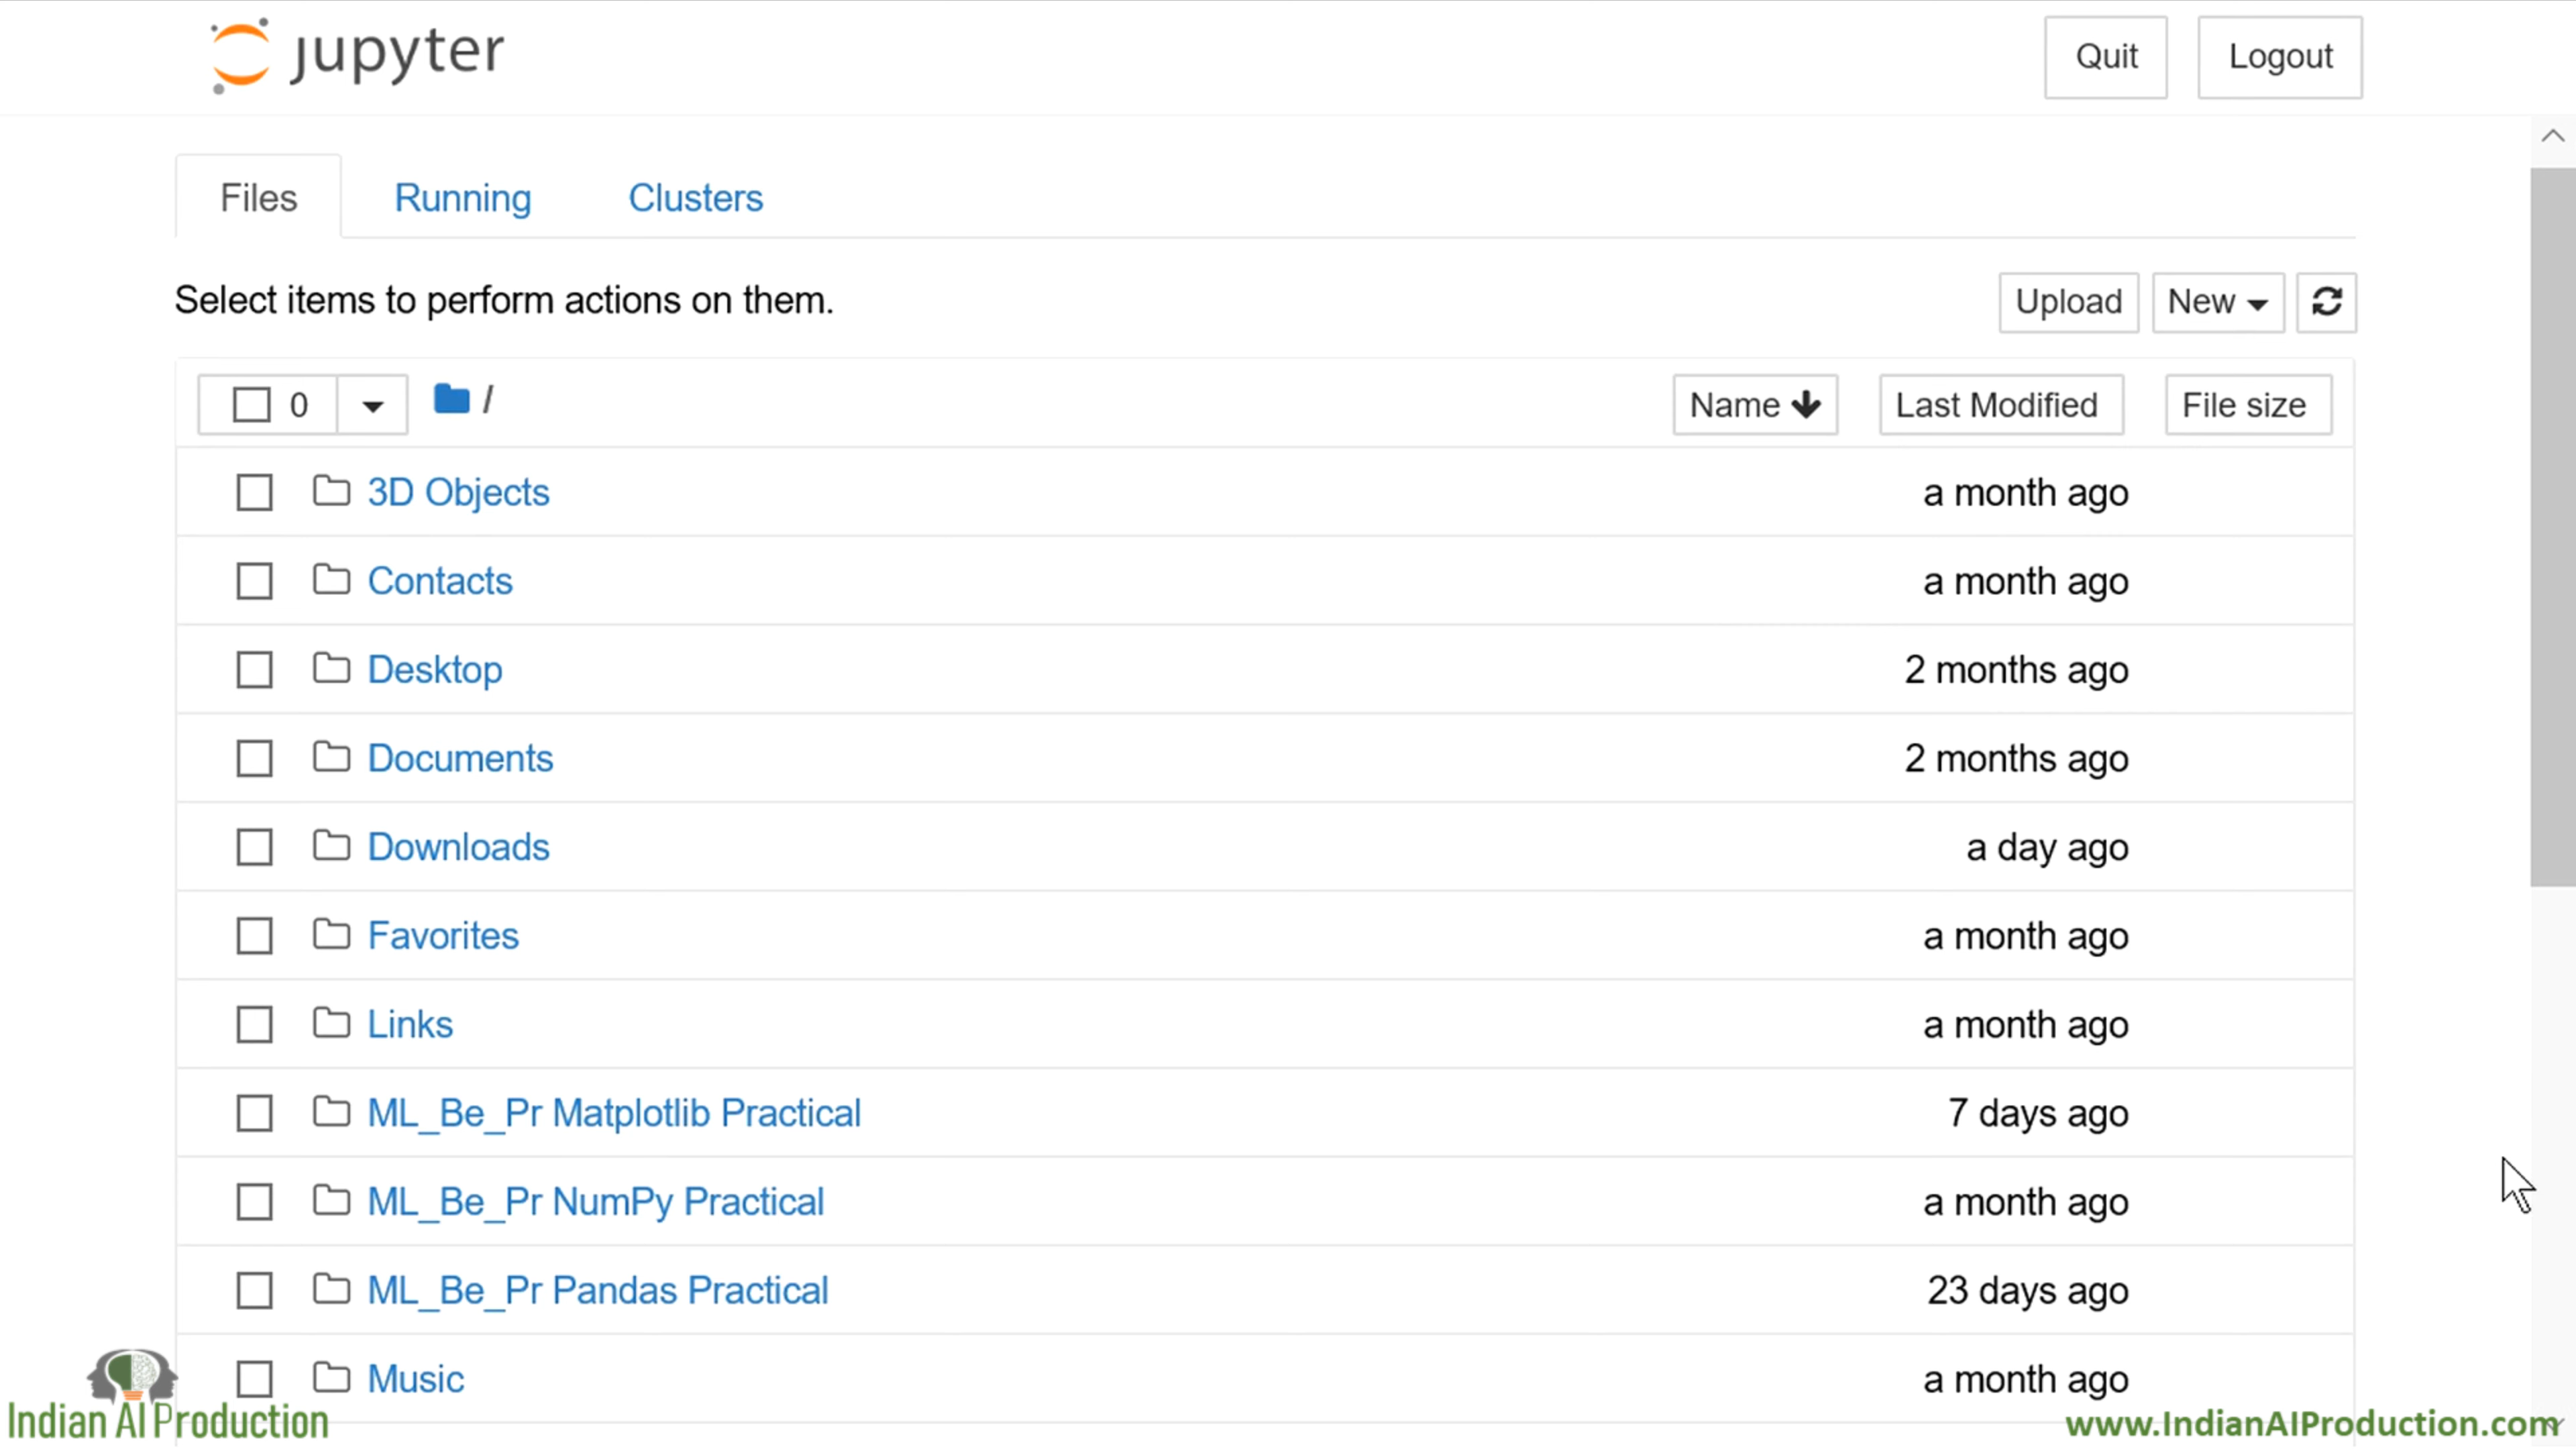 jupyter
Quit Logout
Files Running Clusters
Select items to perform actions on them.
Upload New
0 /
Name Last Modified File size
3D Objects a month ago
Contacts a month ago
Desktop 2 months ago
Documents 2 months ago
Downloads a day ago
Favorites a month ago
Links a month ago
ML_Be_Pr Matplotlib Practical 7 days ago
ML_Be_Pr NumPy Practical a month ago
ML_Be_Pr Pandas Practical 23 days ago
Music a month ago
Indian AI Production
www.IndianAIProduction.com